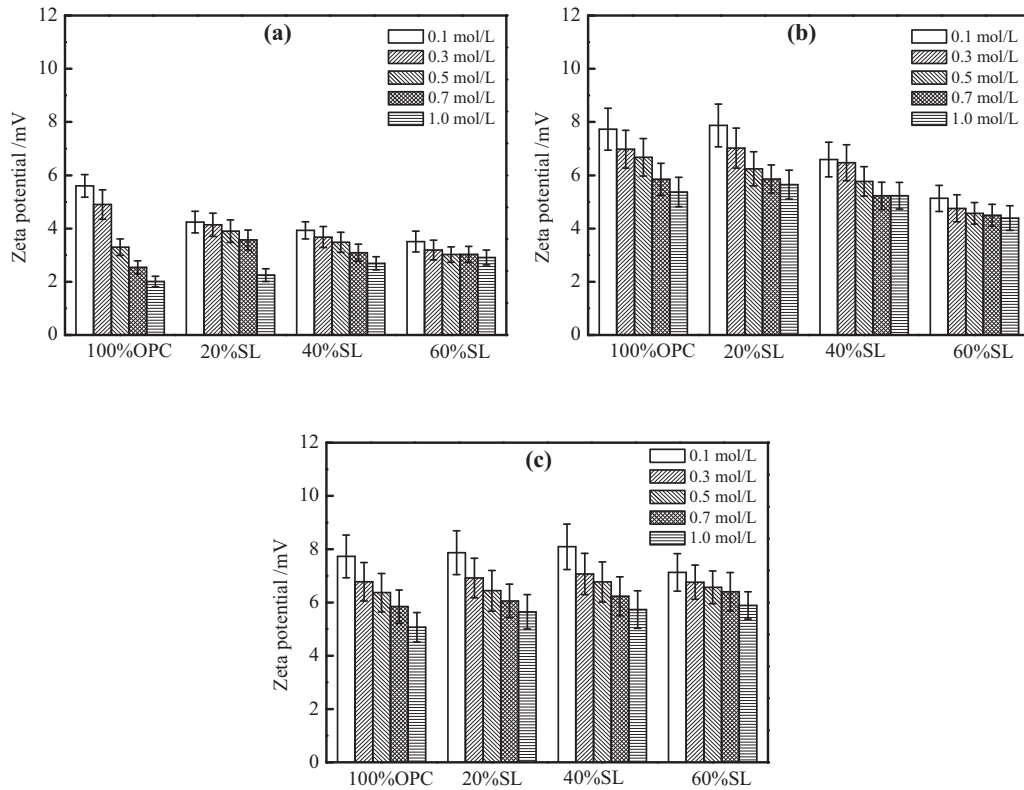 12
10
8
6
4
2
0
Zeta potential /mV
(a)
0.1 mol/L
0.3 mol/L
0.5 mol/L
0.7 mol/L
1.0 mol/L
100%OPC 20%SL 40%SL 60%SL
12
10
8
6
4
2
0
Zeta potential /mV
(b)
0.1 mol/L
0.3 mol/L
0.5 mol/L
0.7 mol/L
1.0 mol/L
100%OPC 20%SL 40%SL 60%SL
12
10
8
6
4
2
0
Zeta potential /mV
(c)
0.1 mol/L
0.3 mol/L
0.5 mol/L
0.7 mol/L
1.0 mol/L
100%OPC 20%SL 40%SL 60%SL